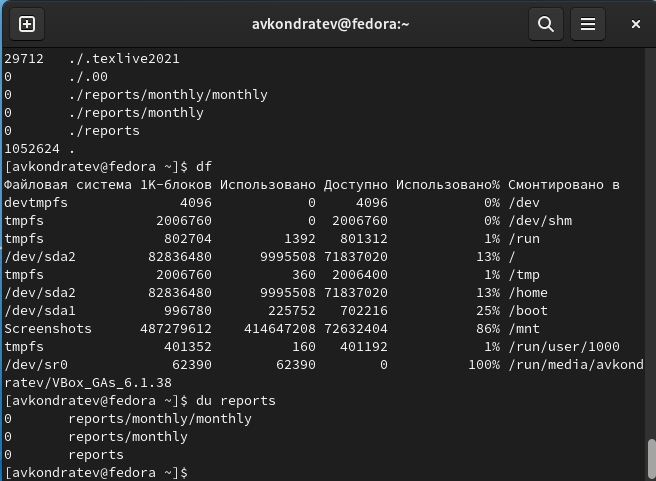 avkondratev@fedora:~
29712   ./.texlive2021
0       ./.00
0       ./reports/monthly/monthly
0       ./reports/monthly
0       ./reports
1052624 .
[avkondratev@fedora ~]$ df
Файловая система 1K-блоков Использовано Доступно Использовано% Смонтировано в
devtmpfs              4096            0     4096            0% /dev
tmpfs              2006760            0  2006760            0% /dev/shm
tmpfs               802704         1392   801312            1% /run
/dev/sda2         82836480      9995508 71837020           13% /
tmpfs              2006760          360  2006400            1% /tmp
/dev/sda2         82836480      9995508 71837020           13% /home
/dev/sda1           996780       225752   702216           25% /boot
Screenshots      487279612    414647208 72632404           86% /mnt
tmpfs               401352          160   401192            1% /run/user/1000
/dev/sr0             62390        62390        0          100% /run/media/avkond
ratev/VBox_GAs_6.1.38
[avkondratev@fedora ~]$ du reports
0       reports/monthly/monthly
0       reports/monthly
0       reports
[avkondratev@fedora ~]$